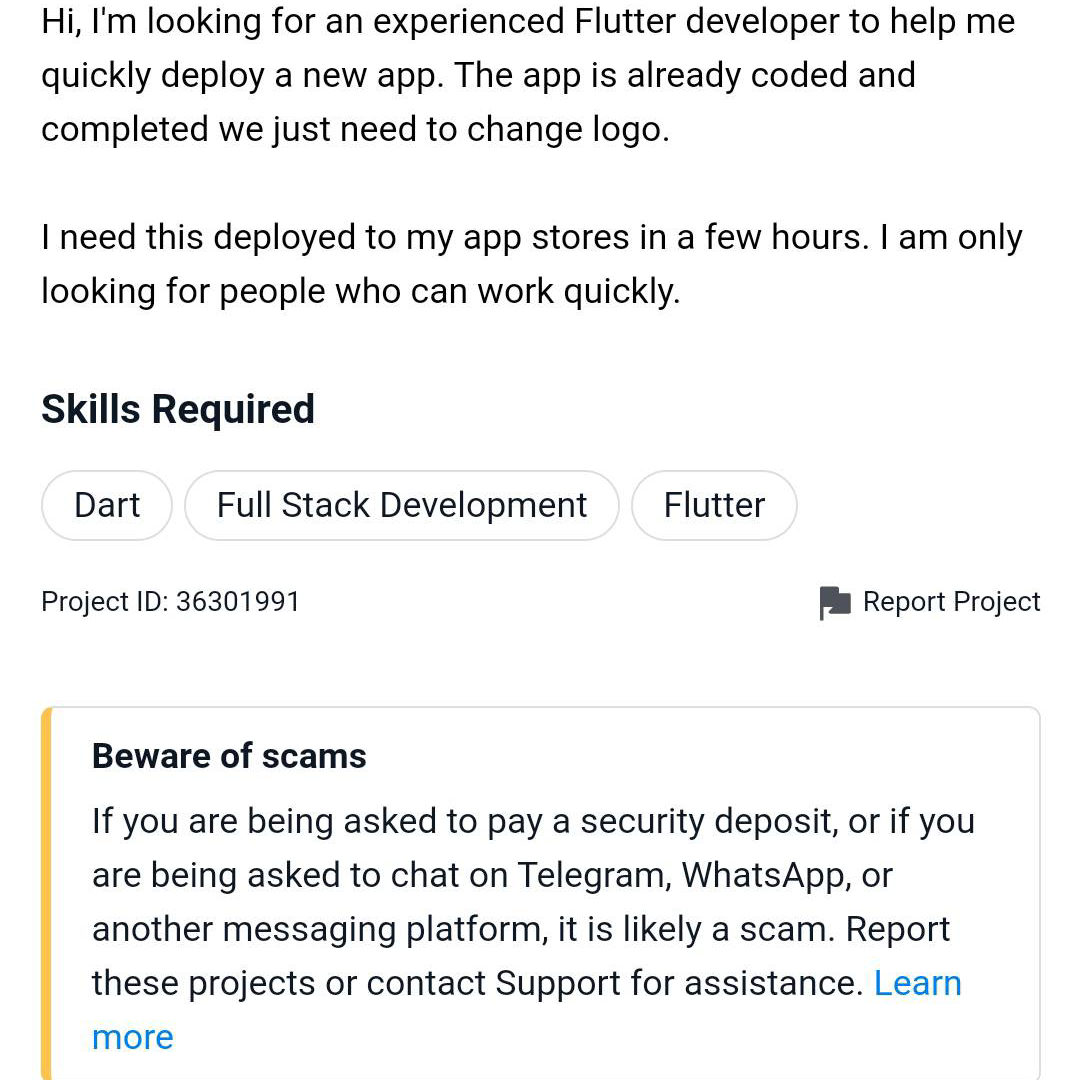 Hi, I'm looking for an experienced Flutter developer to help me
quickly deploy a new app. The app is already coded and
completed we just need to change logo.
I need this deployed to my app stores in a few hours. I am only
looking for people who can work quickly.
Skills Required
Dart
Full Stack Development
Flutter
Project ID: 36301991
Report Project
Beware of scams
If you are being asked to pay a security deposit, or if you
are being asked to chat on Telegram, WhatsApp, or
another messaging platform, it is likely a scam. Report
these projects or contact Support for assistance. Learn
more